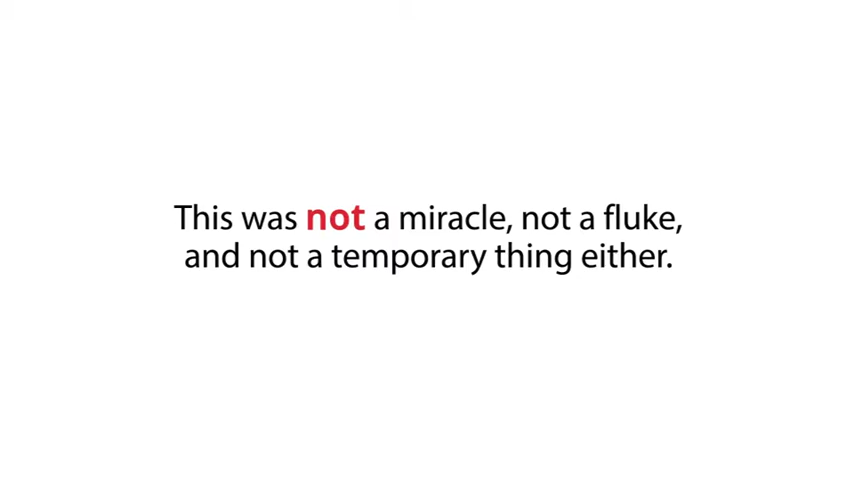 This was not a miracle, not a fluke,
and not a temporary thing either.